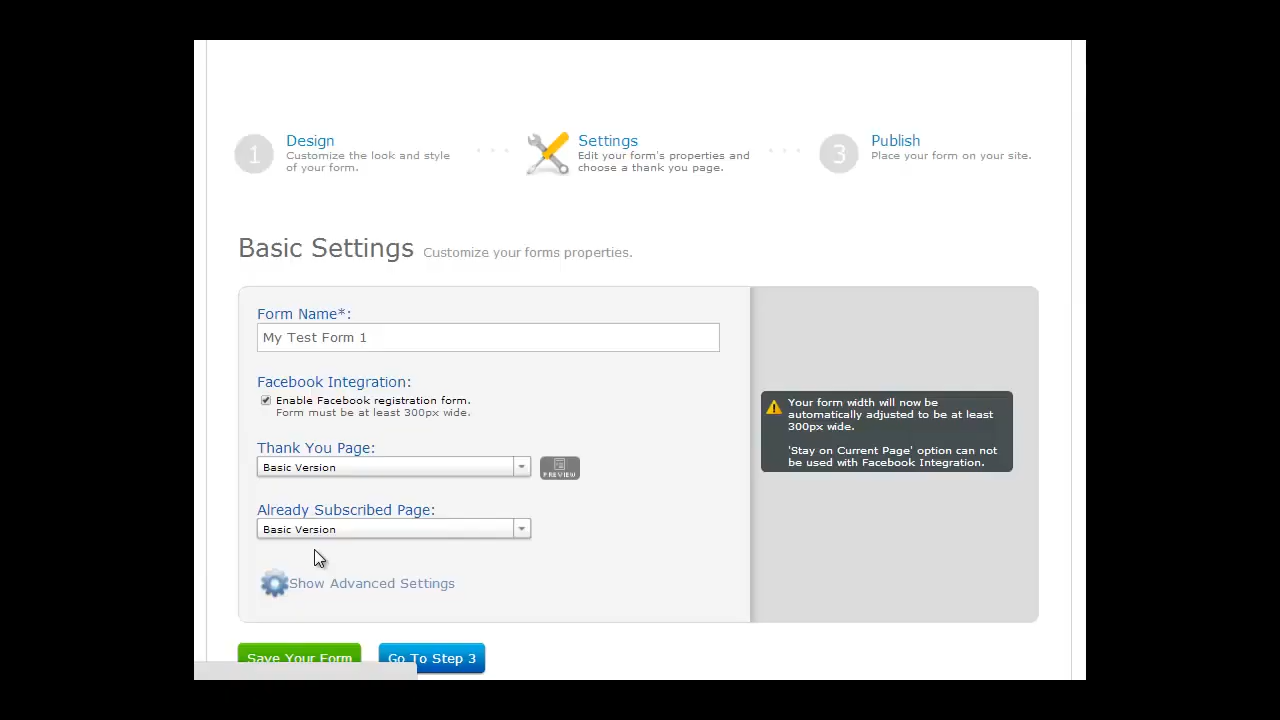 1
Design
Customize the look and style
of your form.
Settings
Edit your form's properties and
choose a thank you page.
3
Publish
Place your form on your site.
Basic Settings Customize your forms properties.
Form Name*:
My Test Form 1
Facebook Integration:
Enable Facebook registration form.
Form must be at least 300px wide.
Your form width will now be
automatically adjusted to be at least
300px wide.
'Stay on Current Page' option can not
be used with Facebook Integration.
Thank You Page:
Basic Version
PREVIEW
Already Subscribed Page:
Basic Version
Show Advanced Settings
Save Your Form Go To Step 3